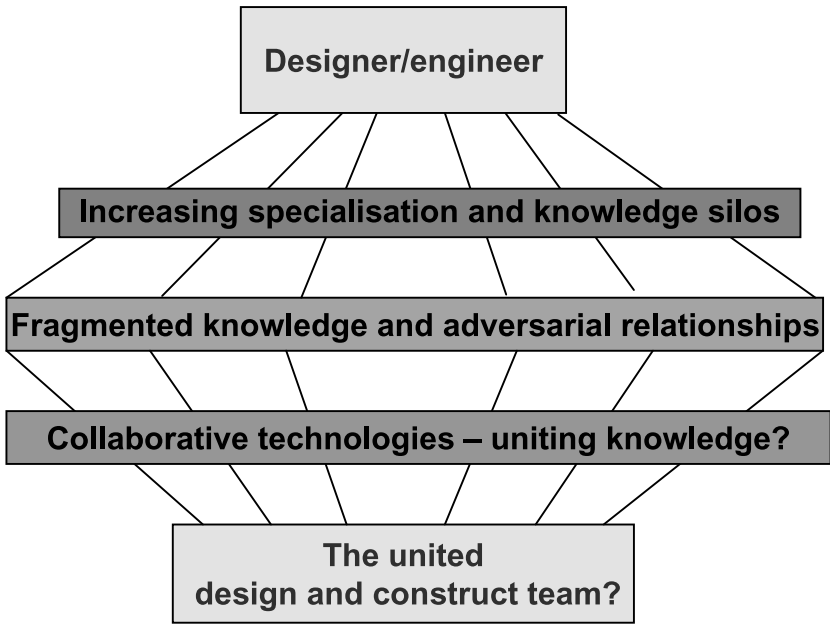 Designer/engineer
Increasing specialisation and knowledge silos
Fragmented knowledge and adversarial relationships
Collaborative technologies – uniting knowledge?
The united
design and construct team?